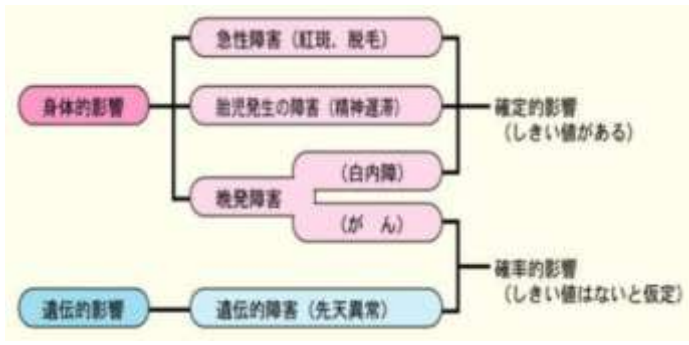 急性障害（紅斑、脱毛）
身体的影響
胎児発生の障害（精神遅滞）
確定的影響
（しきい値がある）
（白内障）
晩発障害
（が ん）
確率的影響
（しきい値はないと仮定）
遺伝的影響
遺伝的障害（先天異常）